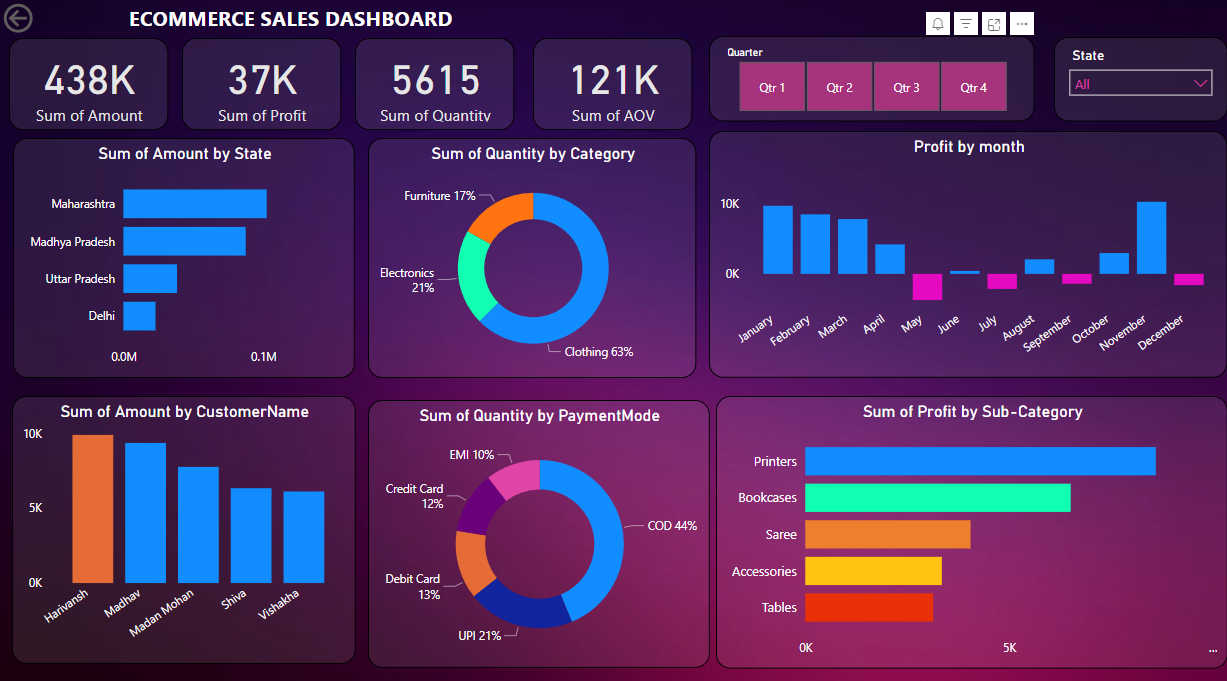 ECOMMERCE SALES DASHBOARD
438K
Sum of Amount
37K
Sum of Profit
5615
Sum of Quantity
121K
Sum of AOV
Quarter
Qtr 1
Qtr 2
Qtr 3
Qtr 4
State
All
Sum of Amount by State
Maharashtra
Madhya Pradesh
Uttar Pradesh
Delhi
0.0M
0.1M
Sum of Quantity by Category
Furniture 17%
Electronics
21%
Clothing 63%
Profit by month
10K
0K
January
February
March
April
May
June
July
August
September
October
November
December
Sum of Amount by CustomerName
10K
5K
0K
Harivansh
Madhav
Madan Mohan
Shiva
Vishakha
Sum of Quantity by PaymentMode
EMI 10%
Credit Card
12%
COD 44%
Debit Card
13%
UPI 21%
Sum of Profit by Sub-Category
Printers
Bookcases
Saree
Accessories
Tables
0K
5K
...